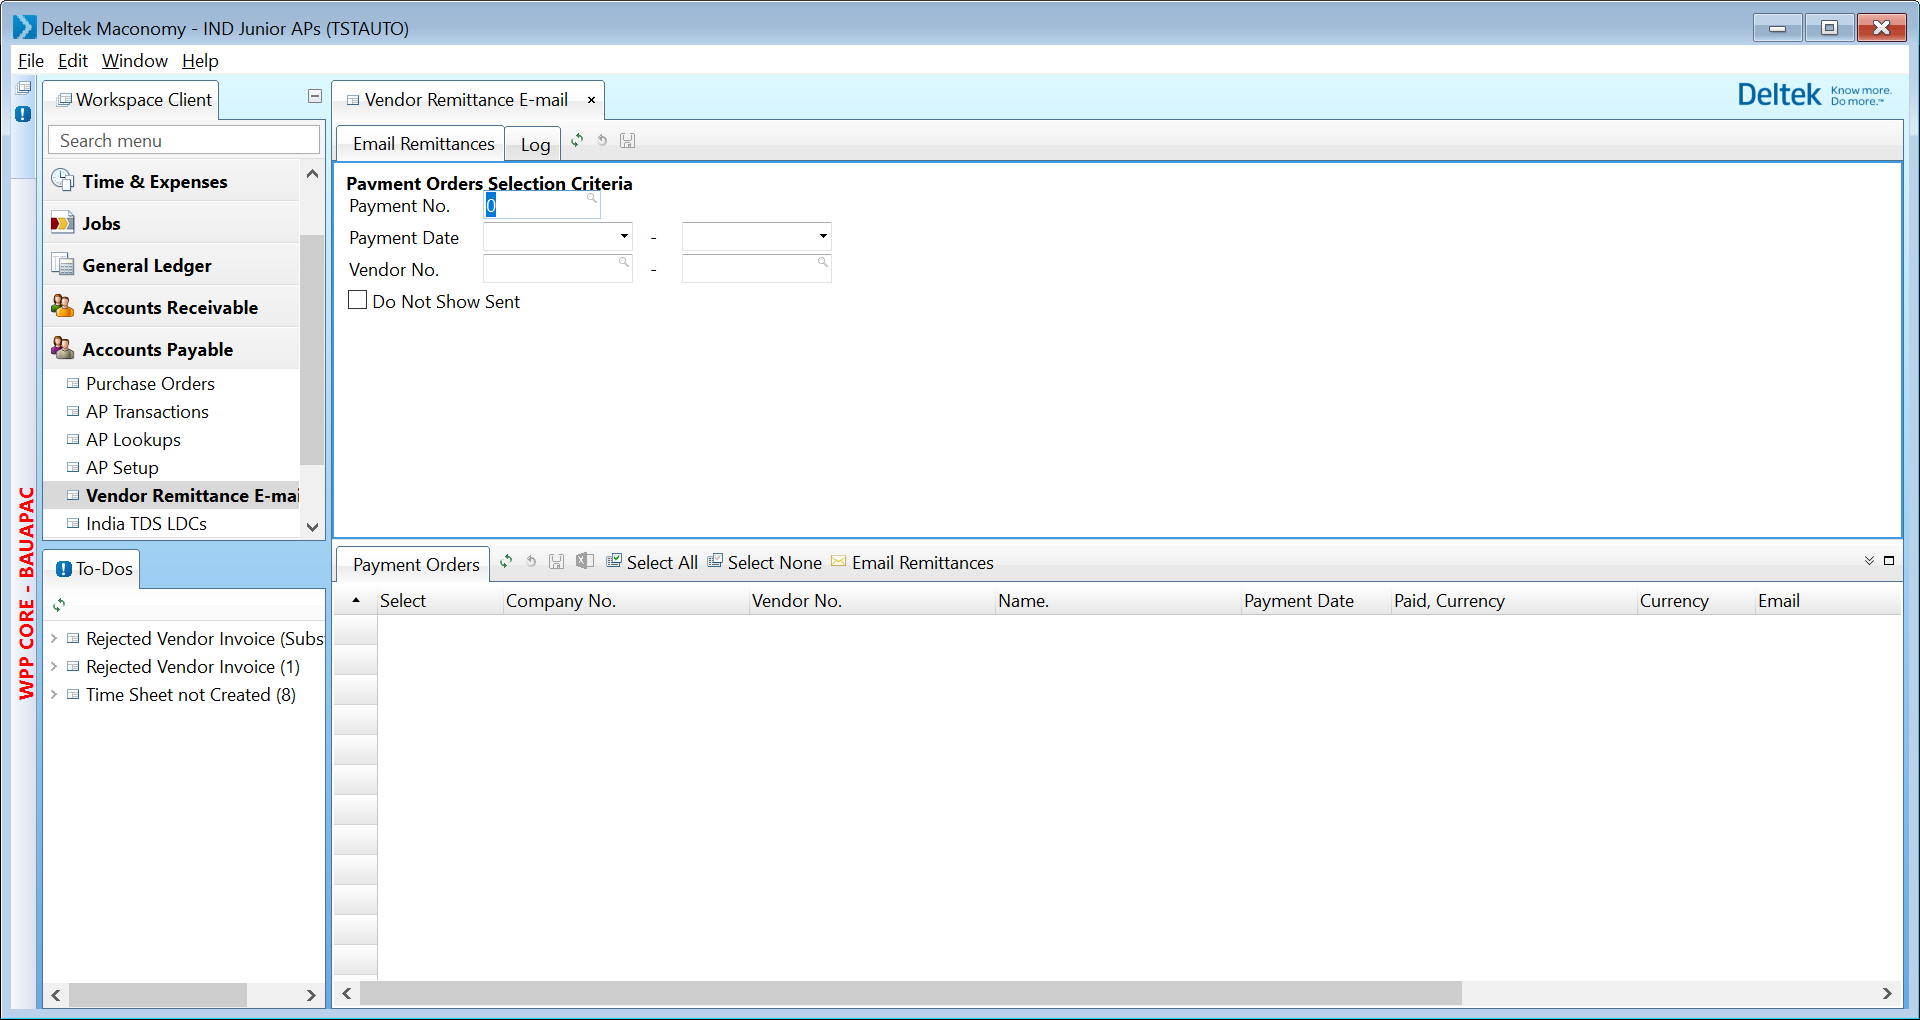 Deltek Maconomy - IND Junior APs (TSTAUTO)
File Edit Window Help
Workspace Client
Vendor Remittance E-mail
Deltek Know more. Do more.™
Search menu
Email Remittances Log
Time & Expenses
Jobs
General Ledger
Accounts Receivable
Accounts Payable
Purchase Orders
AP Transactions
AP Lookups
AP Setup
Vendor Remittance E-mai
India TDS LDCs
Payment Orders Selection Criteria
Payment No. 0
Payment Date -
Vendor No. -
Do Not Show Sent
WPP CORE - BAUAPAC
To-Dos
Rejected Vendor Invoice (Subs
Rejected Vendor Invoice (1)
Time Sheet not Created (8)
Payment Orders Select All Select None Email Remittances
Select Company No. Vendor No. Name. Payment Date Paid, Currency Currency Email